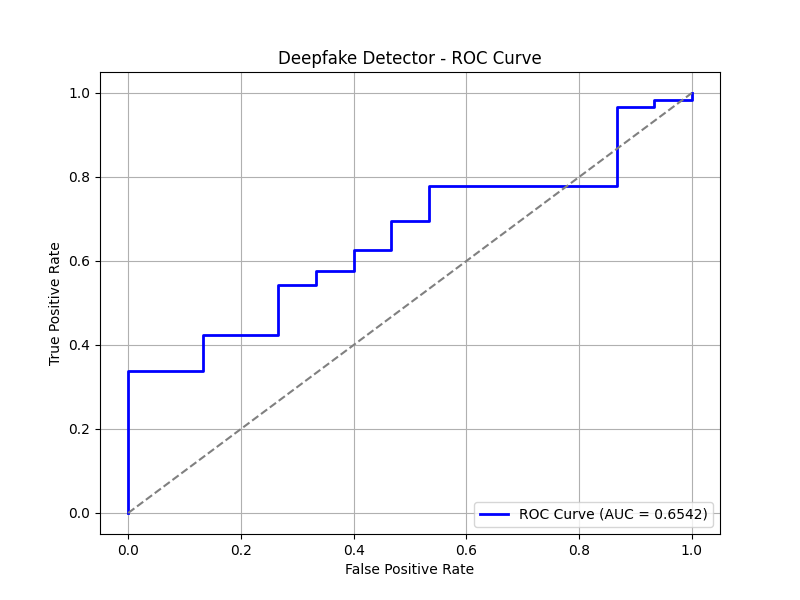 Deepfake Detector - ROC Curve
1.0
0.8
0.6
0.4
0.2
0.0
True Positive Rate
ROC Curve (AUC = 0.6542)
0.0 0.2 0.4 0.6 0.8 1.0
False Positive Rate